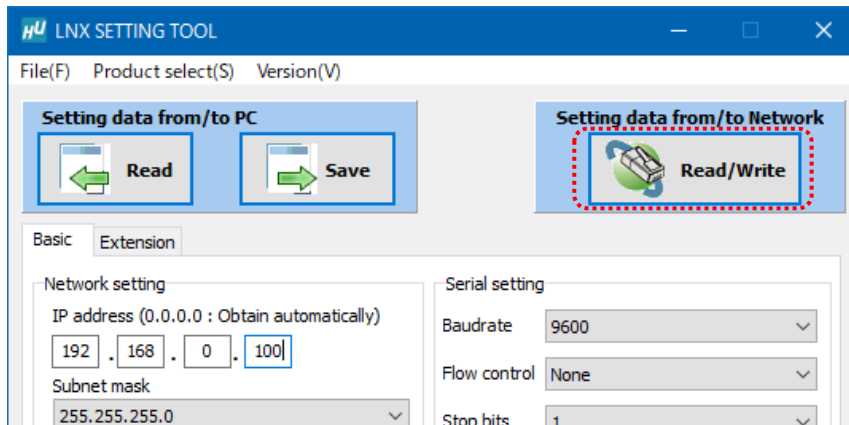 HU LNX SETTING TOOL
File(F) Product select(S) Version(V)
Setting data from/to PC
Read
Save
Setting data from/to Network
Read/Write
Basic
Extension
Network setting
IP address (0.0.0.0 : Obtain automatically)
192 . 168 . 0 . 100
Subnet mask
255.255.255.0
Serial setting
Baudrate 9600
Flow control None
Stop bits 1